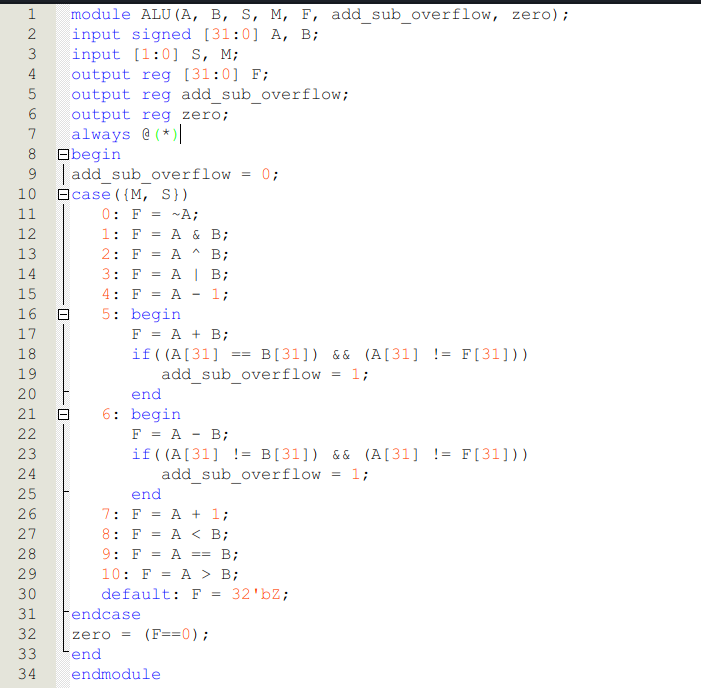 1 module ALU(A, B, S, M, F, add_sub_overflow, zero);
2 input signed [31:0] A, B;
3 input [1:0] S, M;
4 output reg [31:0] F;
5 output reg add_sub_overflow;
6 output reg zero;
7 always @(*)
8 begin
9 add_sub_overflow = 0;
10 case({M, S})
11 0: F = ~A;
12 1: F = A & B;
13 2: F = A ^ B;
14 3: F = A | B;
15 4: F = A - 1;
16 5: begin
17 F = A + B;
18 if((A[31] == B[31]) && (A[31] != F[31]))
19 add_sub_overflow = 1;
20 end
21 6: begin
22 F = A - B;
23 if((A[31] != B[31]) && (A[31] != F[31]))
24 add_sub_overflow = 1;
25 end
26 7: F = A + 1;
27 8: F = A < B;
28 9: F = A == B;
29 10: F = A > B;
30 default: F = 32'bZ;
31 endcase
32 zero = (F==0);
33 end
34 endmodule